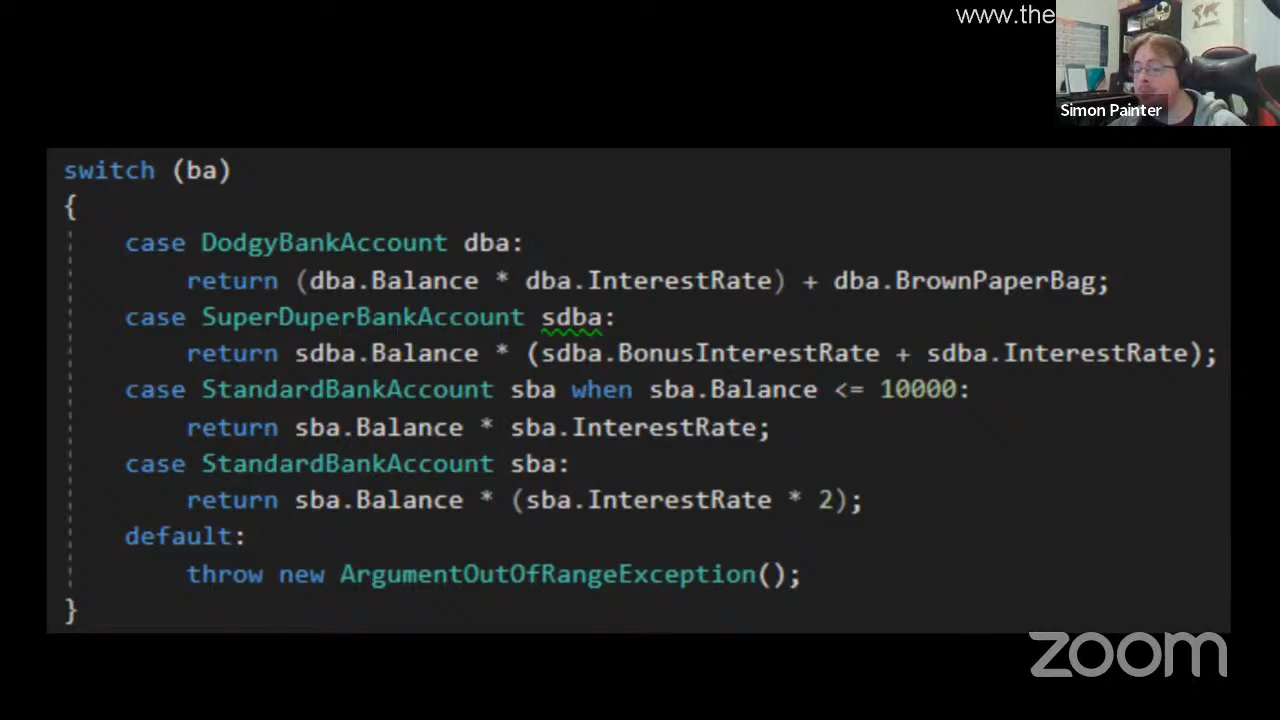 www.the
Simon Painter
switch (ba)
{
case DodgyBankAccount dba:
return (dba.Balance * dba.InterestRate) + dba.BrownPaperBag;
case SuperDuperBankAccount sdba:
return sdba.Balance * (sdba.BonusInterestRate + sdba.InterestRate);
case StandardBankAccount sba when sba.Balance <= 10000:
return sba.Balance * sba.InterestRate;
case StandardBankAccount sba:
return sba.Balance * (sba.InterestRate * 2);
default:
throw new ArgumentOutOfRangeException();
}
zoom